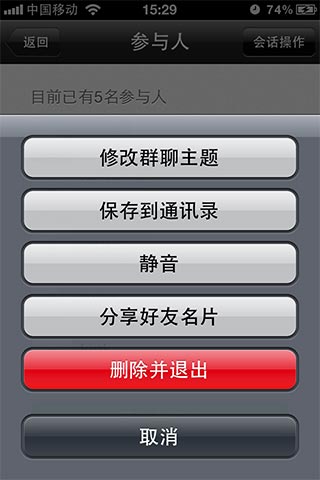 中国移动 15:29 74%
返回 参与人 会话操作
目前已有5名参与人
修改群聊主题
保存到通讯录
静音
分享好友名片
删除并退出
取消